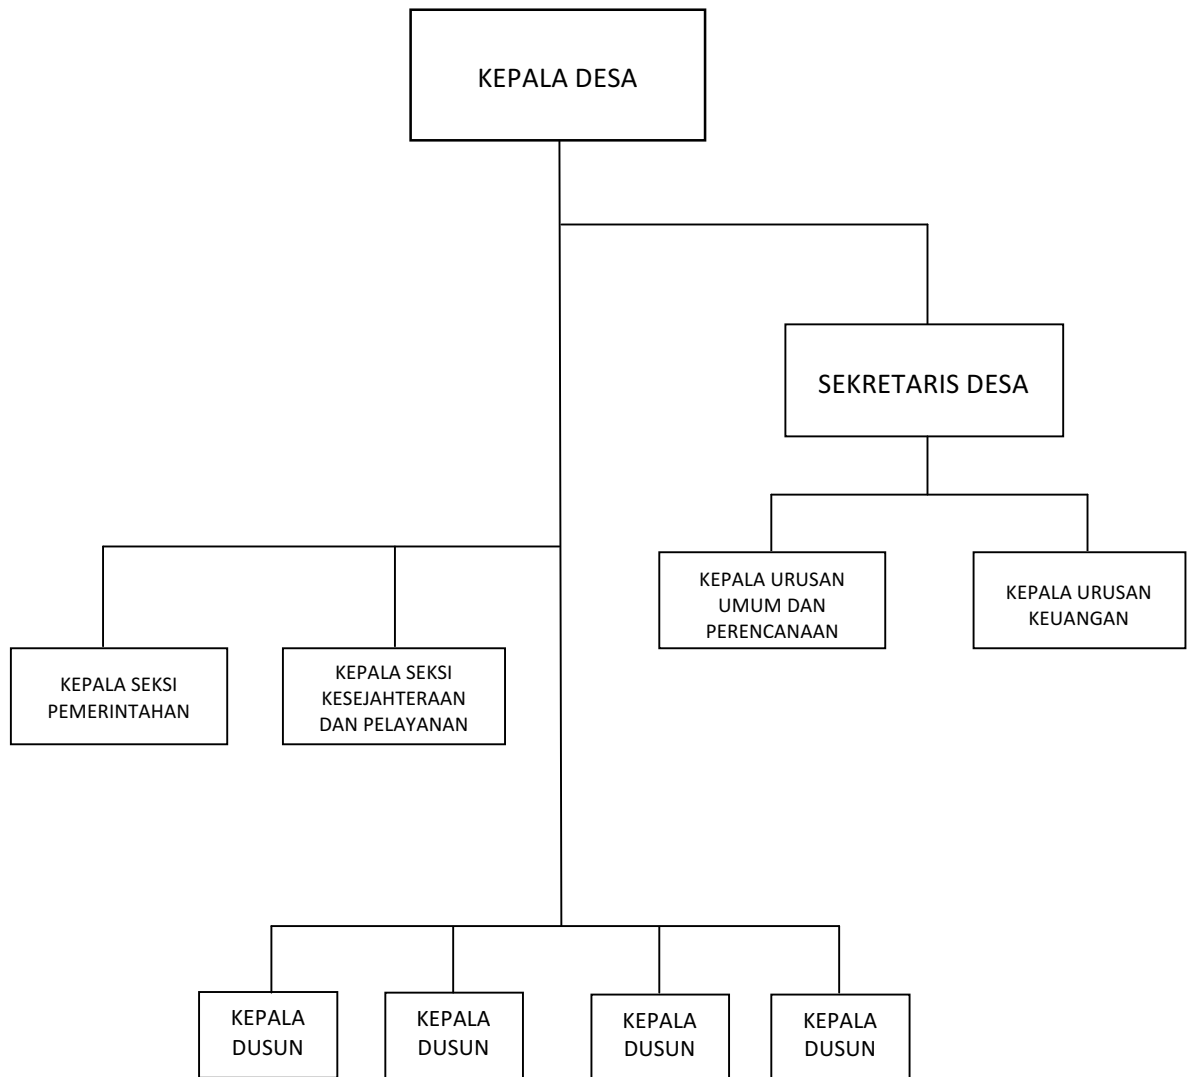 KEPALA DESA
SEKRETARIS DESA
KEPALA URUSAN
UMUM DAN
PERENCANAAN
KEPALA URUSAN
KEUANGAN
KEPALA SEKSI
PEMERINTAHAN
KEPALA SEKSI
KESEJAHTERAAN
DAN PELAYANAN
KEPALA
DUSUN
KEPALA
DUSUN
KEPALA
DUSUN
KEPALA
DUSUN